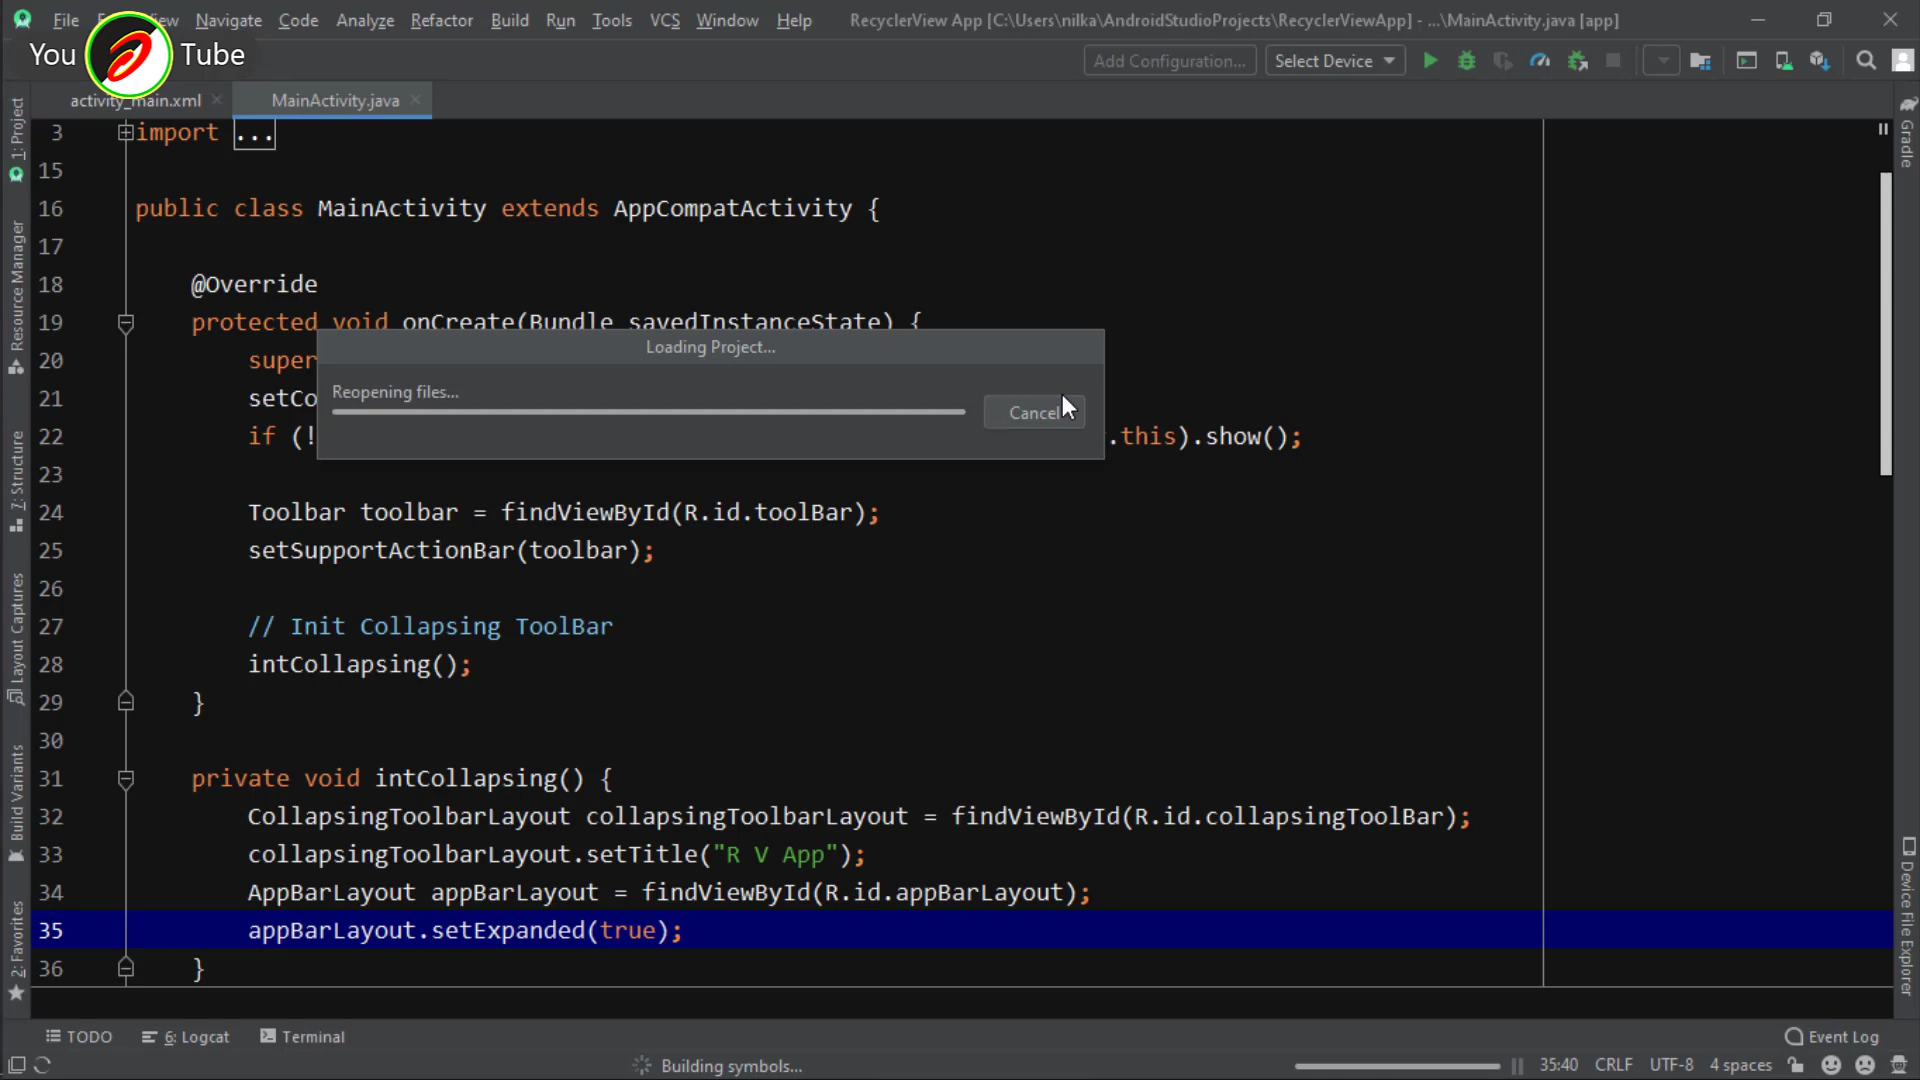 File View Navigate Code Analyze Refactor Build Run Tools VCS Window Help RecyclerView App [C:\Users\nilka\AndroidStudioProjects\RecyclerViewApp] - ...\MainActivity.java [app]
You Tube
Add Configuration... Select Device
activity_main.xml MainActivity.java
1: Project
Resource Manager
7: Structure
Layout Captures
Build Variants
2: Favorites
Gradle
Device File Explorer
3 import ...
15
16 public class MainActivity extends AppCompatActivity {
17
18 @Override
19 protected void onCreate(Bundle savedInstanceState) {
20 super
21 setCo
22 if (! .this).show();
Loading Project...
Reopening files...
Cancel
23
24 Toolbar toolbar = findViewById(R.id.toolBar);
25 setSupportActionBar(toolbar);
26
27 // Init Collapsing ToolBar
28 intCollapsing();
29 }
30
31 private void intCollapsing() {
32 CollapsingToolbarLayout collapsingToolbarLayout = findViewById(R.id.collapsingToolBar);
33 collapsingToolbarLayout.setTitle("R V App");
34 AppBarLayout appBarLayout = findViewById(R.id.appBarLayout);
35 appBarLayout.setExpanded(true);
36 }
TODO 6: Logcat Terminal Event Log
Building symbols... 35:40 CRLF UTF-8 4 spaces